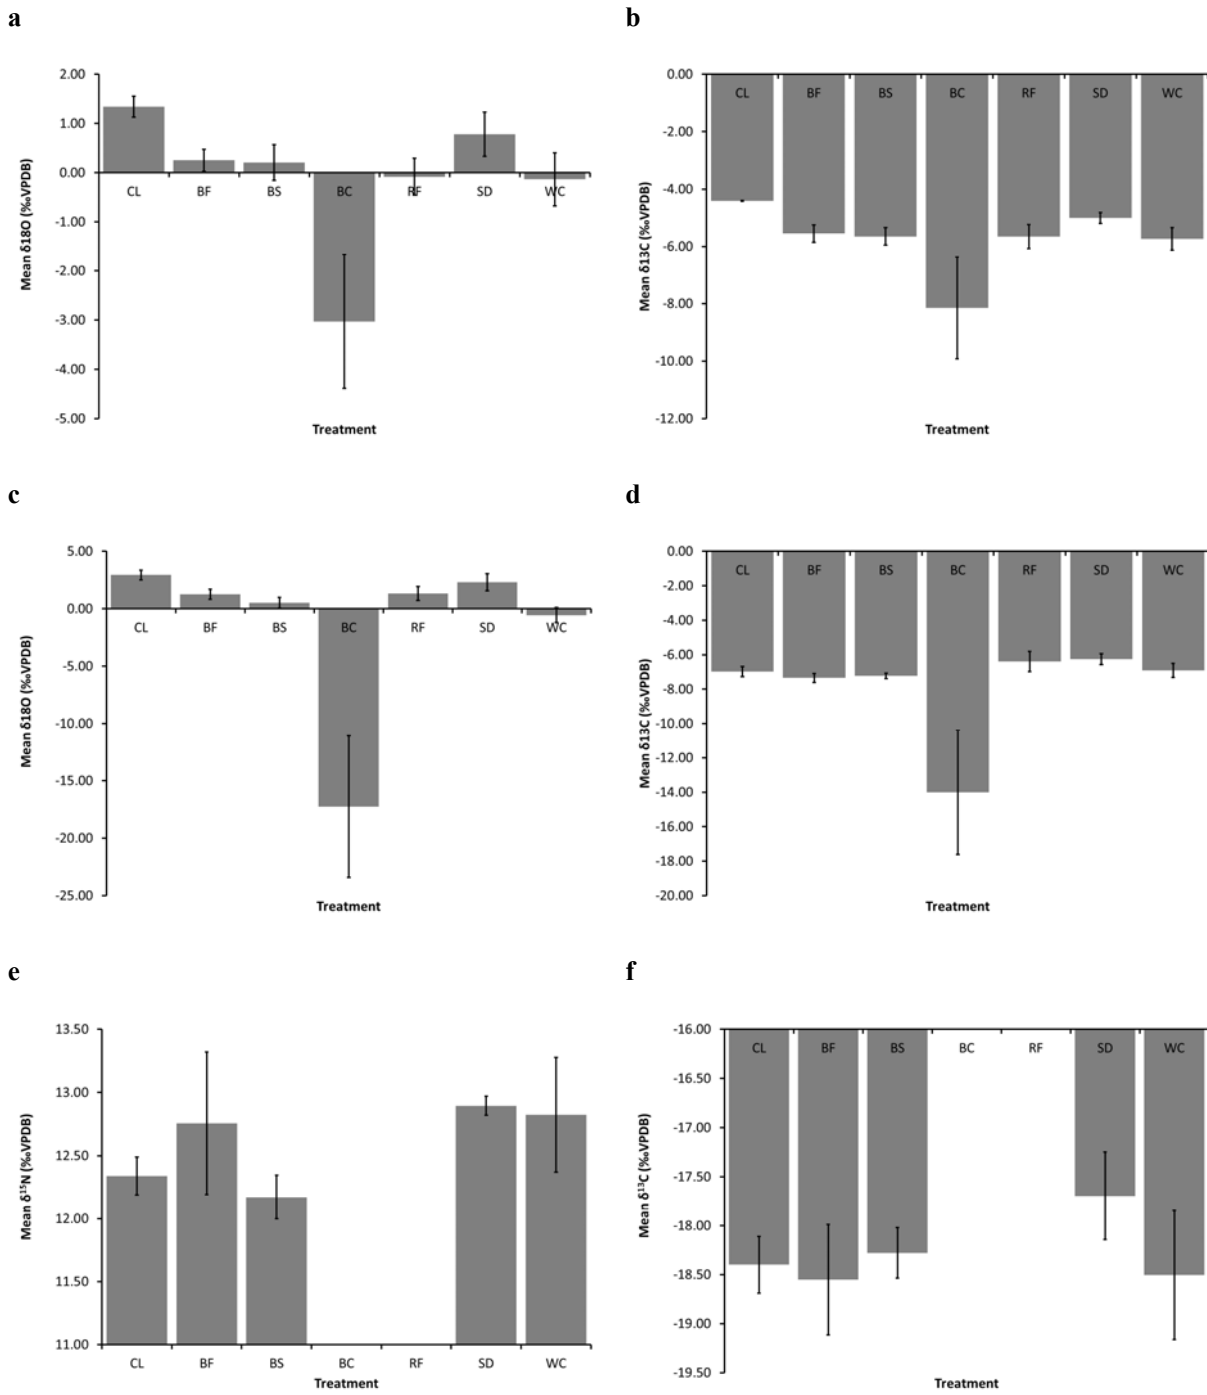 a
2.00
1.00
0.00
-1.00
-2.00
-3.00
-4.00
-5.00
Mean δ18O (‰VPDB)
CL BF BS BC RF SD WC
Treatment
b
0.00
-2.00
-4.00
-6.00
-8.00
-10.00
-12.00
Mean δ13C (‰VPDB)
CL BF BS BC RF SD WC
Treatment
c
5.00
0.00
-5.00
-10.00
-15.00
-20.00
-25.00
Mean δ18O (‰VPDB)
CL BF BS BC RF SD WC
Treatment
d
0.00
-2.00
-4.00
-6.00
-8.00
-10.00
-12.00
-14.00
-16.00
-18.00
-20.00
Mean δ13C (‰VPDB)
CL BF BS BC RF SD WC
Treatment
e
13.50
13.00
12.50
12.00
11.50
11.00
Mean δ¹⁵N (‰VPDB)
CL BF BS BC RF SD WC
Treatment
f
-16.00
-16.50
-17.00
-17.50
-18.00
-18.50
-19.00
-19.50
Mean δ¹³C (‰VPDB)
CL BF BS BC RF SD WC
Treatment